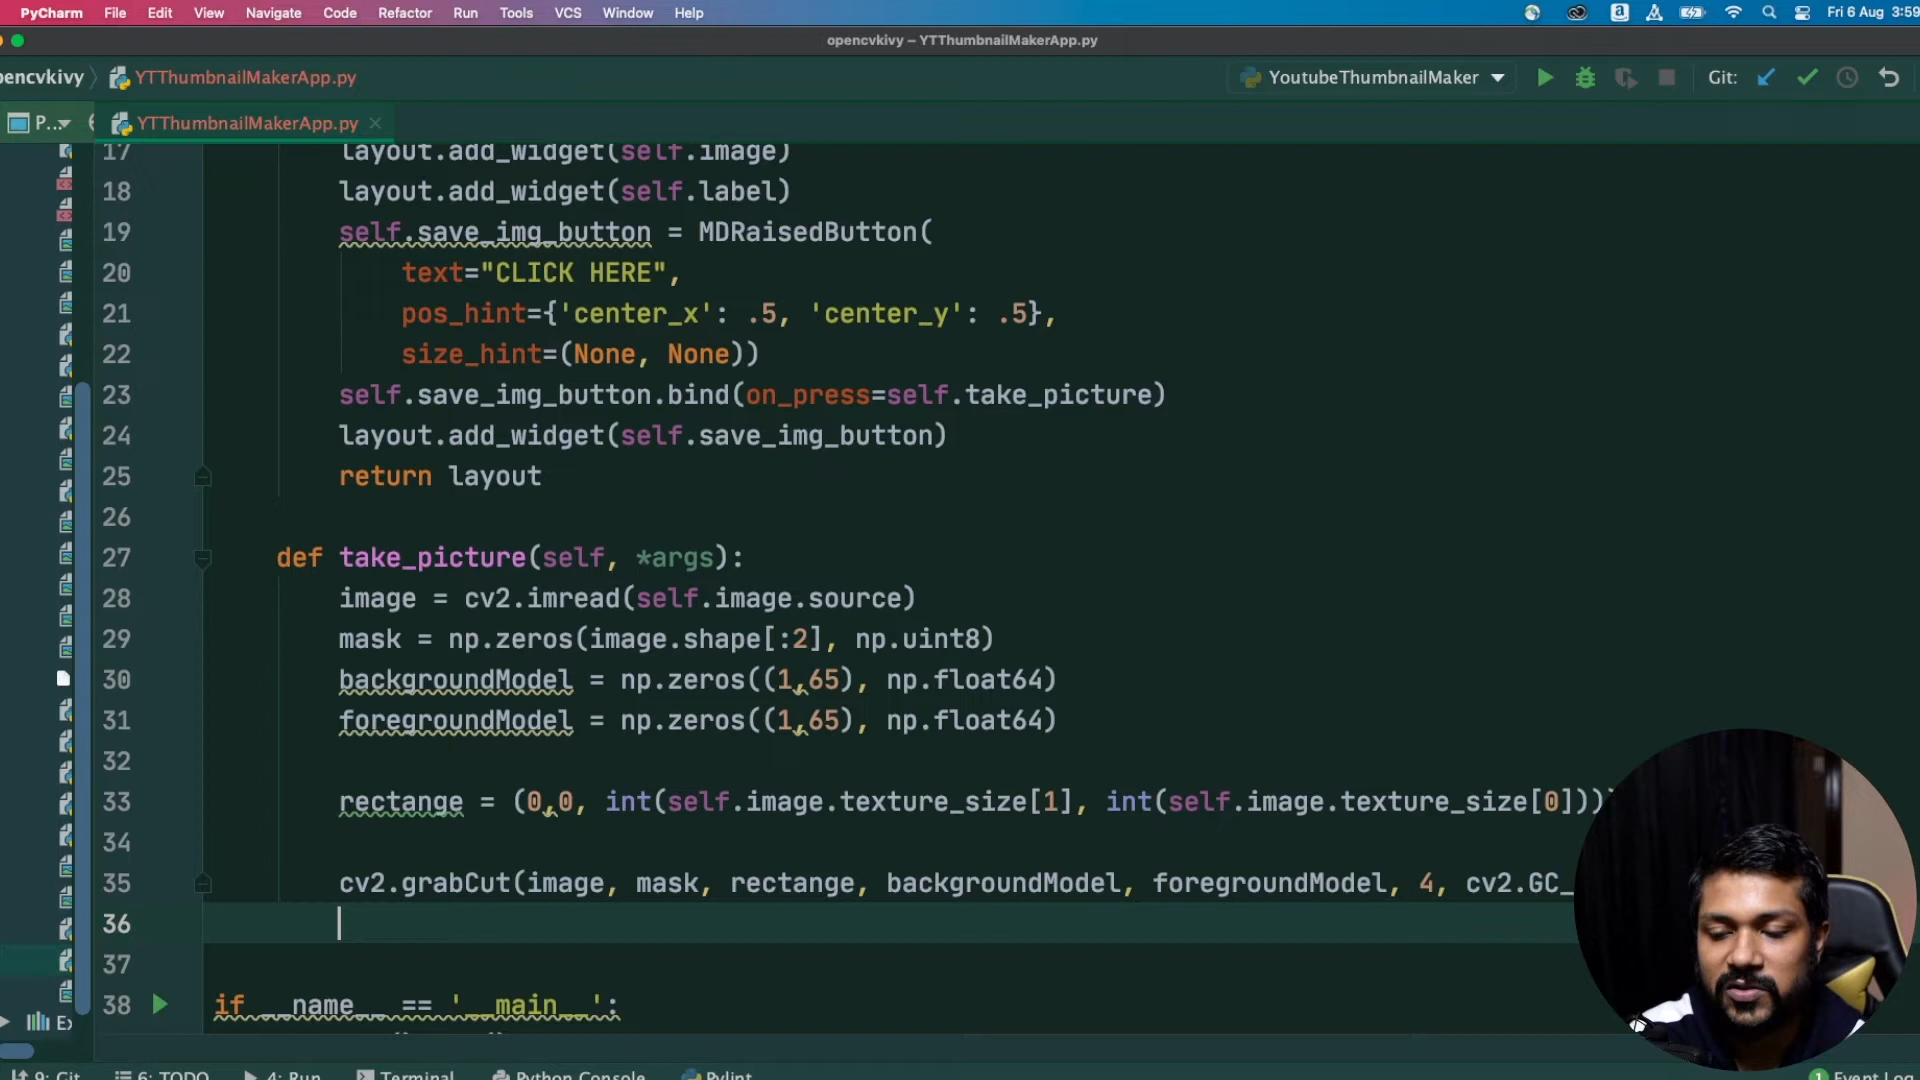 PyCharm File Edit View Navigate Code Refactor Run Tools VCS Window Help Fri 6 Aug 3:59
opencvkivy – YTThumbnailMakerApp.py
pencvkivy YTThumbnailMakerApp.py YoutubeThumbnailMaker Git:
P... YTThumbnailMakerApp.py
17 layout.add_widget(self.image)
18 layout.add_widget(self.label)
19 self.save_img_button = MDRaisedButton(
20 text="CLICK HERE",
21 pos_hint={'center_x': .5, 'center_y': .5},
22 size_hint=(None, None))
23 self.save_img_button.bind(on_press=self.take_picture)
24 layout.add_widget(self.save_img_button)
25 return layout
26
27 def take_picture(self, *args):
28 image = cv2.imread(self.image.source)
29 mask = np.zeros(image.shape[:2], np.uint8)
30 backgroundModel = np.zeros((1,65), np.float64)
31 foregroundModel = np.zeros((1,65), np.float64)
32
33 rectange = (0,0, int(self.image.texture_size[1], int(self.image.texture_size[0]))
34
35 cv2.grabCut(image, mask, rectange, backgroundModel, foregroundModel, 4, cv2.GC_
36
37
38 if __name__ == '__main__':
Ex
9: Git 6: TODO 4: Run Terminal Python Console Pylint 1 Event Log